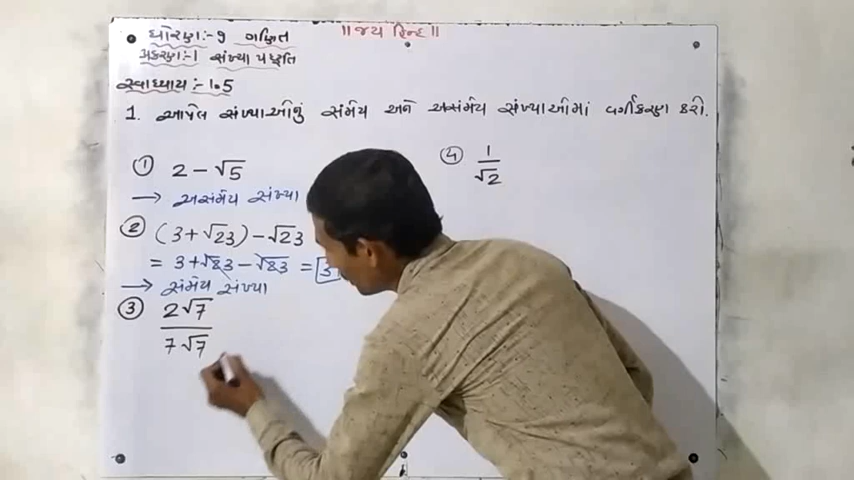 ધોરણ:- 9 ગણિત
॥ જય હિન્દ ॥
પ્રકરણ:-1 સંખ્યા પધ્ધતિ
સ્વાધ્યાય :- 1.5
1. આપેલ સંખ્યાઓનું સંમેય અને અસંમેય સંખ્યાઓમાં વર્ગીકરણ કરો.
① 2 - √5
→ અસંમેય સંખ્યા
② (3 + √23) - √23
= 3 + √23 - √23 = 3
→ સંમેય સંખ્યા
③ 2√7 / 7√7
④ 1 / √2